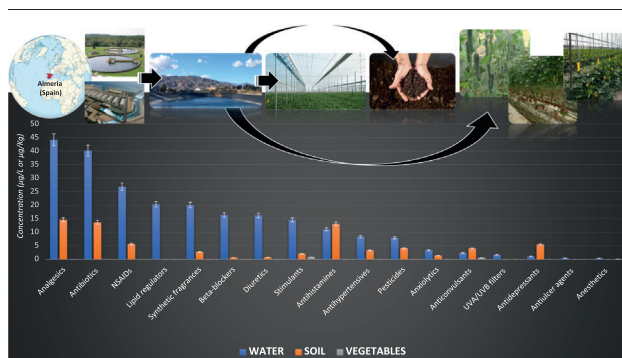 Almería
(Spain)
Concentration (µg/L or µg/Kg)
50
45
40
35
30
25
20
15
10
5
0
Analgesics
Antibiotics
NSAIDs
Lipid regulators
Synthetic fragrances
Beta-blockers
Diuretics
Stimulants
Antihistamines
Antihypertensives
Pesticides
Anxiolytics
Anticonvulsants
UVA/UVB filters
Antidepressants
Antiulcer agents
Anesthetics
WATER SOIL VEGETABLES